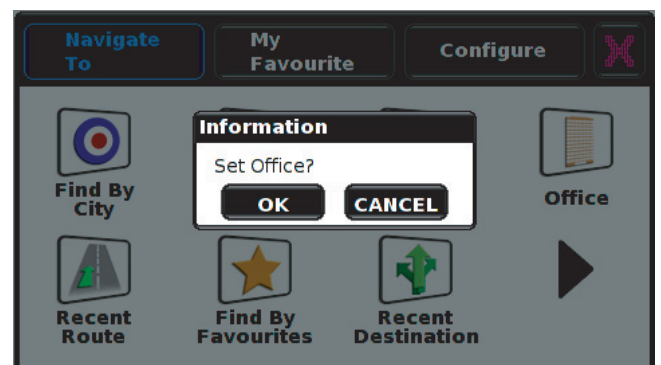 Navigate
To
My
Favourite
Configure
Information
Set Office?
OK
CANCEL
Find By
City
Office
Recent
Route
Find By
Favourites
Recent
Destination